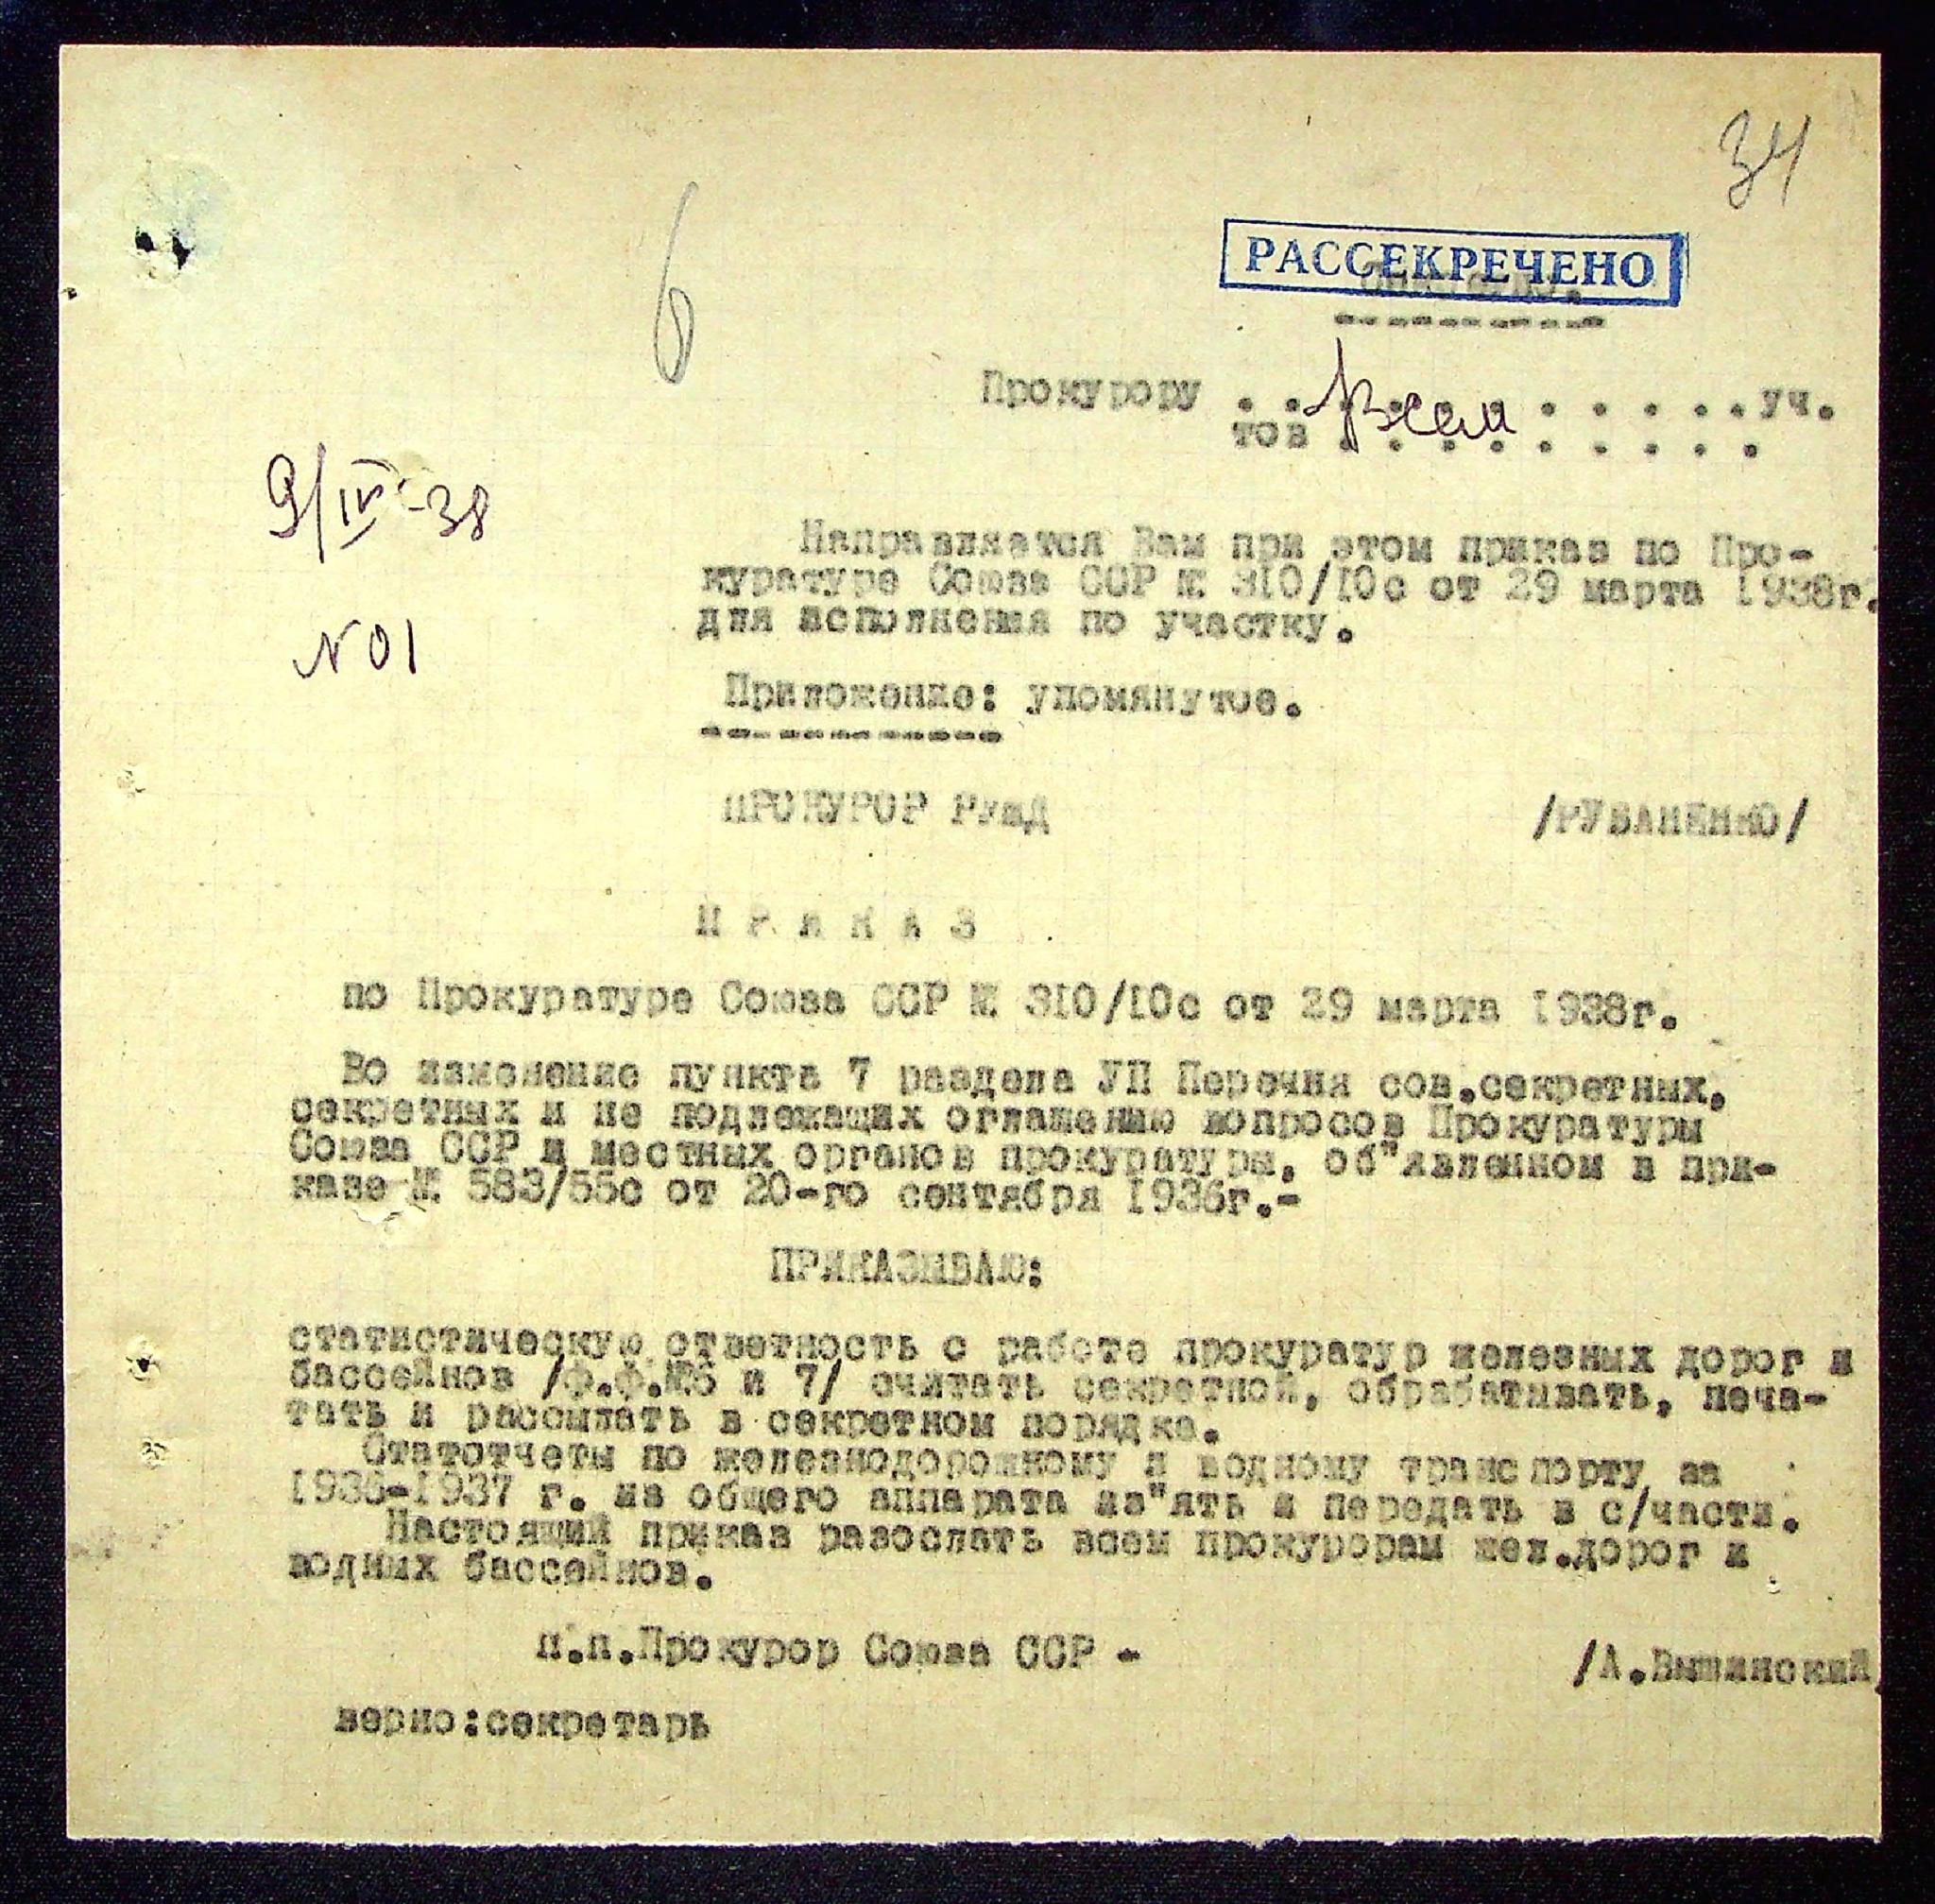 34
6
РАССЕКРЕЧЕНО
Прокурору . . Всем . . . . . уч.
тов . . . . . . . . .
9/IV-38
№ 01
Направляется Вам при этом приказ по Про-
куратуре Союза ССР №. 310/10с от 29 марта 1938г.
для исполнения по участку.
Приложение: упомянутое.
ПРОКУРОР РУЖД /РУБАНЕНКО/
П Р И К А З
по Прокуратуре Союза ССР №. 310/10с от 29 марта 1938г.
Во изменение пункта 7 раздела УП Перечня сов.секретных,
секретных и не подлежащих оглашению вопросов Прокуратуры
Союза ССР и местных органов прокуратуры, об"явленном в при-
казе №. 583/55с от 20-го сентября 1936г.-
ПРИКАЗЫВАЮ:
статистическую отчетность о работе прокуратур железных дорог и
бассейнов /ф.ф.№6 и 7/ считать секретной, обрабатывать, печа-
тать и рассылать в секретном порядке.
Статотчеты по железнодорожному и водному транспорту за
1936-1937 г. из общего аппарата из"ять и передать в с/части.
Настоящий приказ разослать всем прокурорам жел.дорог и
водных бассейнов.
п.п.Прокурор Союза ССР - /А.Вышинский/
верно:секретарь